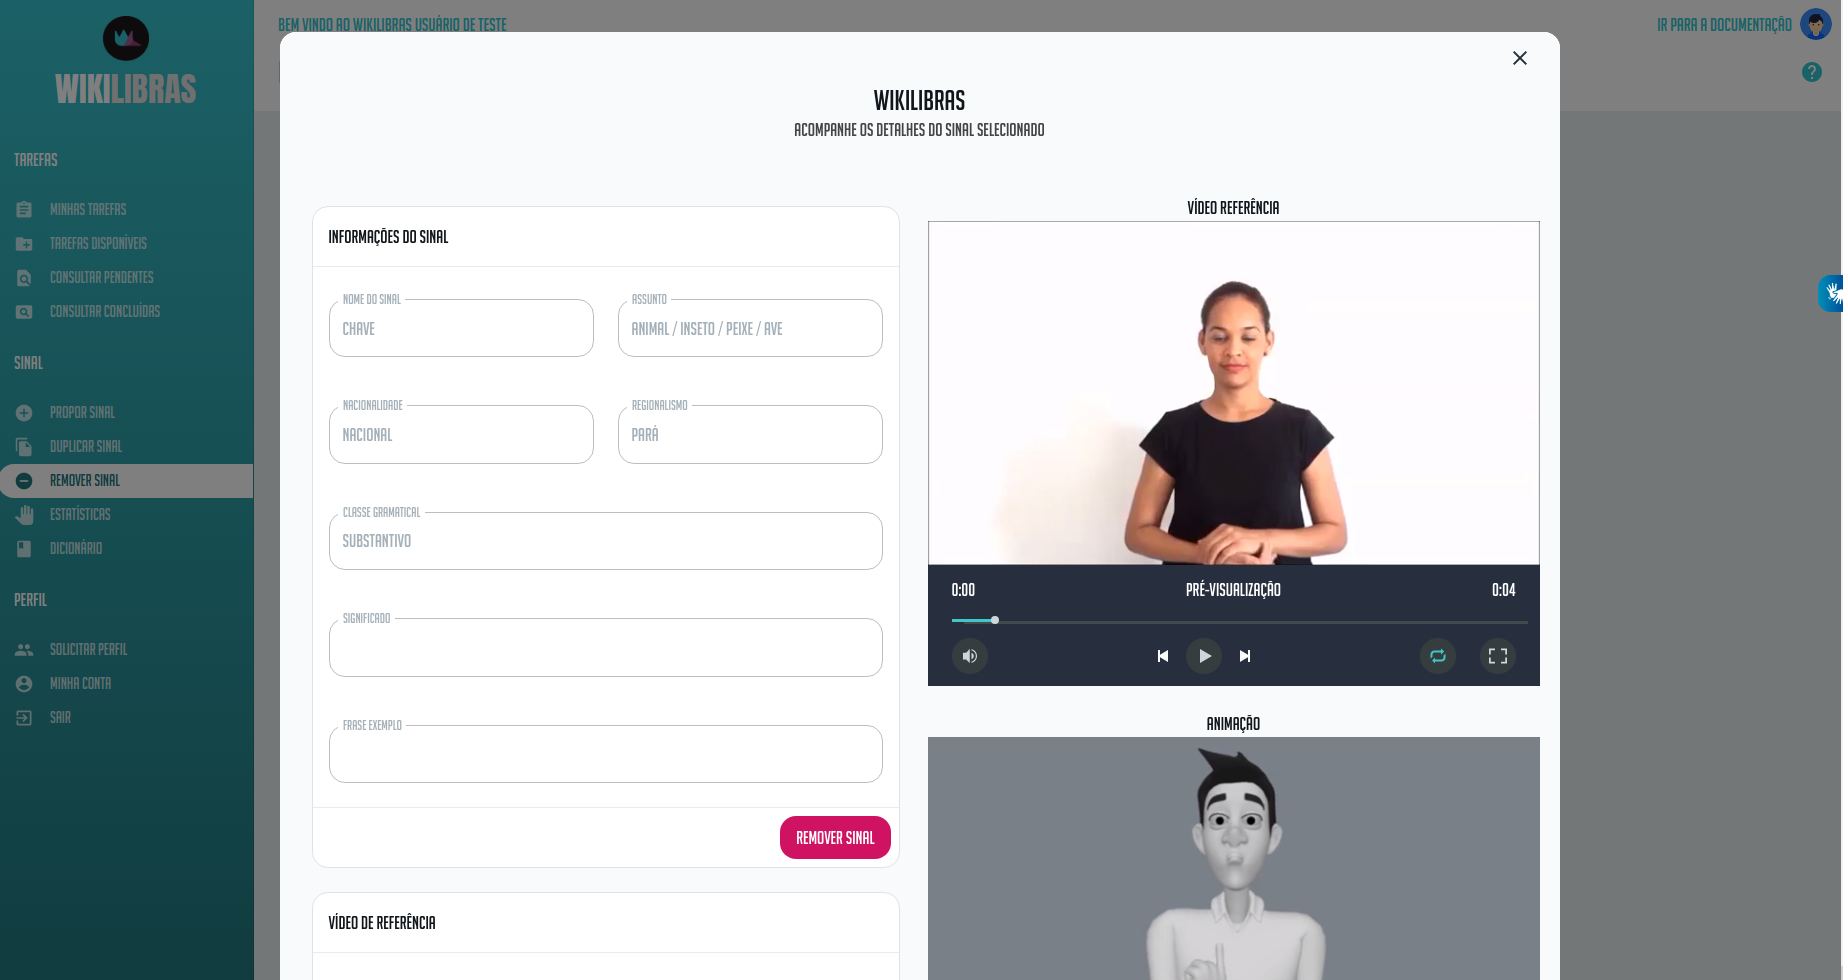 BEM VINDO AO WIKILIBRAS USUÁRIO DE TESTE
IR PARA A DOCUMENTAÇÃO
WIKILIBRAS
TAREFAS
MINHAS TAREFAS
TAREFAS DISPONÍVEIS
CONSULTAR PENDENTES
CONSULTAR CONCLUÍDAS
SINAL
PROPOR SINAL
DUPLICAR SINAL
REMOVER SINAL
ESTATÍSTICAS
DICIONÁRIO
PERFIL
SOLICITAR PERFIL
MINHA CONTA
SAIR
WIKILIBRAS
ACOMPANHE OS DETALHES DO SINAL SELECIONADO
INFORMAÇÕES DO SINAL
NOME DO SINAL
CHAVE
ASSUNTO
ANIMAL / INSETO / PEIXE / AVE
NACIONALIDADE
NACIONAL
REGIONALISMO
PARÁ
CLASSE GRAMATICAL
SUBSTANTIVO
SIGNIFICADO
FRASE EXEMPLO
REMOVER SINAL
VÍDEO DE REFERÊNCIA
VÍDEO REFERÊNCIA
0:00 PRÉ-VISUALIZAÇÃO 0:04
ANIMAÇÃO